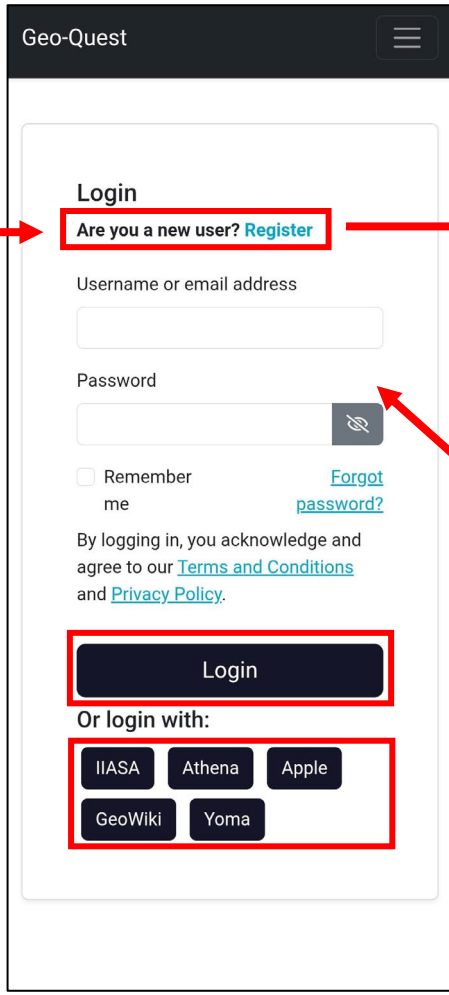 Geo-Quest
Login
Are you a new user? Register
Username or email address
Password
Remember
me
Forgot
password?
By logging in, you acknowledge and
agree to our Terms and Conditions
and Privacy Policy.
Login
Or login with:
IIASA Athena Apple
GeoWiki Yoma